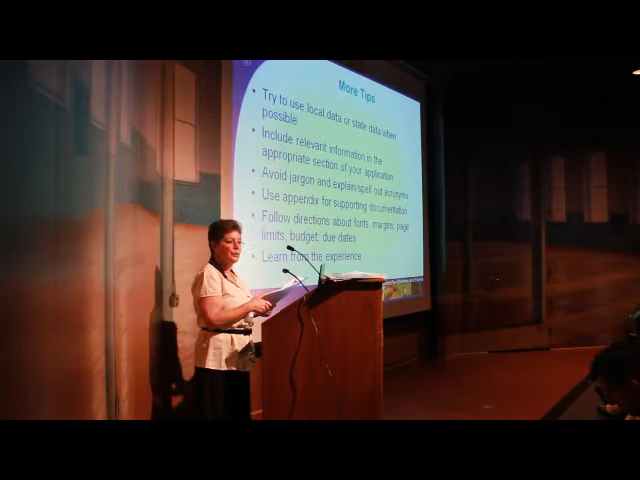 More Tips
• Try to use local data or state data when
possible
• Include relevant information in the
appropriate section of your application
• Avoid jargon and explain/spell out acronyms
• Use appendix for supporting documentation
• Follow directions about fonts, margins, page
limits, budget, due dates
• Learn from the experience